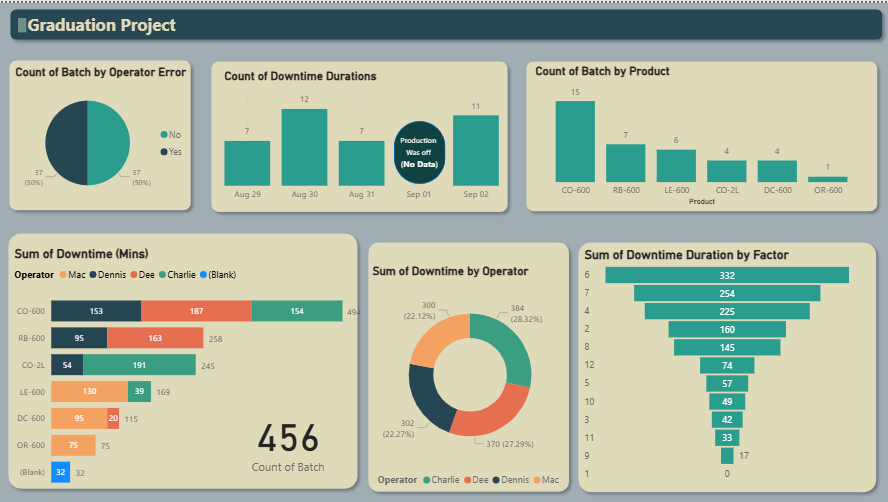 Graduation Project
Count of Batch by Operator Error
No
Yes
37
(50%)
37
(50%)
Count of Downtime Durations
7
12
7
Production
Was off
(No Data)
11
Aug 29
Aug 30
Aug 31
Sep 01
Sep 02
Count of Batch by Product
15
7
6
4
4
1
CO-600
RB-600
LE-600
CO-2L
DC-600
OR-600
Product
Sum of Downtime (Mins)
Operator Mac Dennis Dee Charlie (Blank)
CO-600 153 187 154 494
RB-600 95 163 258
CO-2L 54 191 245
LE-600 130 39 169
DC-600 95 20 115
OR-600 75 75
(Blank) 32 32
456
Count of Batch
Sum of Downtime by Operator
300
(22.12%)
384
(28.32%)
302
(22.27%)
370 (27.29%)
Operator Charlie Dee Dennis Mac
Sum of Downtime Duration by Factor
6 332
7 254
4 225
2 160
8 145
12 74
5 57
10 49
3 42
11 33
9 17
1 0